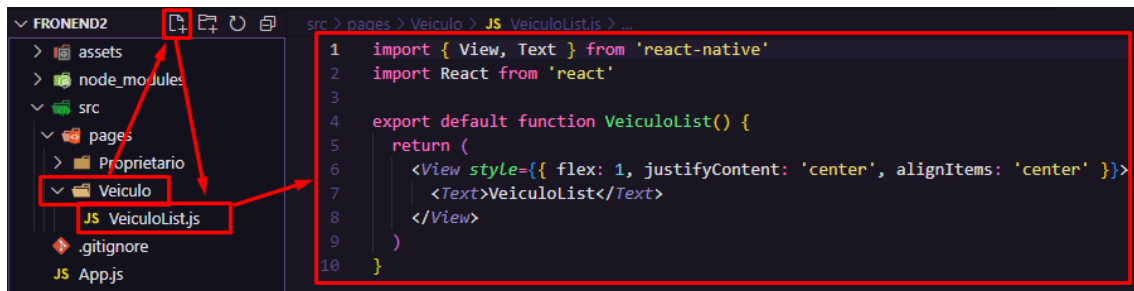 FRONEND2
assets
node_modules
src
pages
Proprietario
Veiculo
JS VeiculoList.js
.gitignore
JS App.js
src > pages > Veiculo > JS VeiculoList.js > ...
1 import { View, Text } from 'react-native'
2 import React from 'react'
3
4 export default function VeiculoList() {
5   return (
6     <View style={{ flex: 1, justifyContent: 'center', alignItems: 'center' }}>
7       <Text>VeiculoList</Text>
8     </View>
9   )
10 }